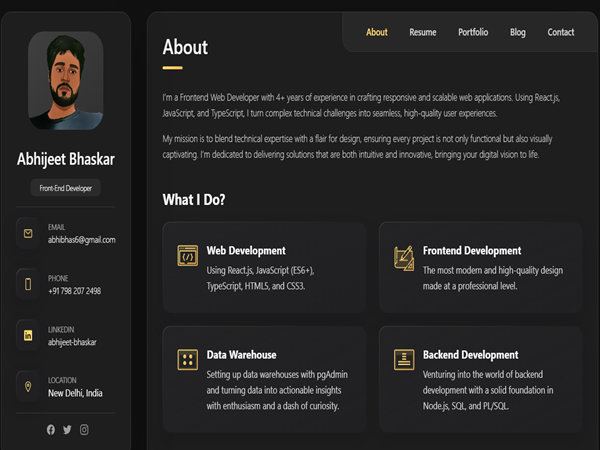 Abhijeet Bhaskar
Front-End Developer
EMAIL
abhibhas6@gmail.com
PHONE
+91 798 207 2498
LINKEDIN
abhijeet-bhaskar
LOCATION
New Delhi, India
About
Resume
Portfolio
Blog
Contact
About
I'm a Frontend Web Developer with 4+ years of experience in crafting responsive and scalable web applications. Using React.js,
JavaScript, and TypeScript, I turn complex technical challenges into seamless, high-quality user experiences.
My mission is to blend technical expertise with a flair for design, ensuring every project is not only functional but also visually
captivating. I'm dedicated to delivering solutions that are both intuitive and innovative, bringing your digital vision to life.
What I Do?
Web Development
Using React.js, JavaScript (ES6+),
TypeScript, HTML5, and CSS3.
Frontend Development
The most modern and high-quality design
made at a professional level.
Data Warehouse
Setting up data warehouses with pgAdmin
and turning data into actionable insights
with enthusiasm and a dash of curiosity.
Backend Development
Venturing into the world of backend
development with a solid foundation in
Node.js, SQL, and PL/SQL.